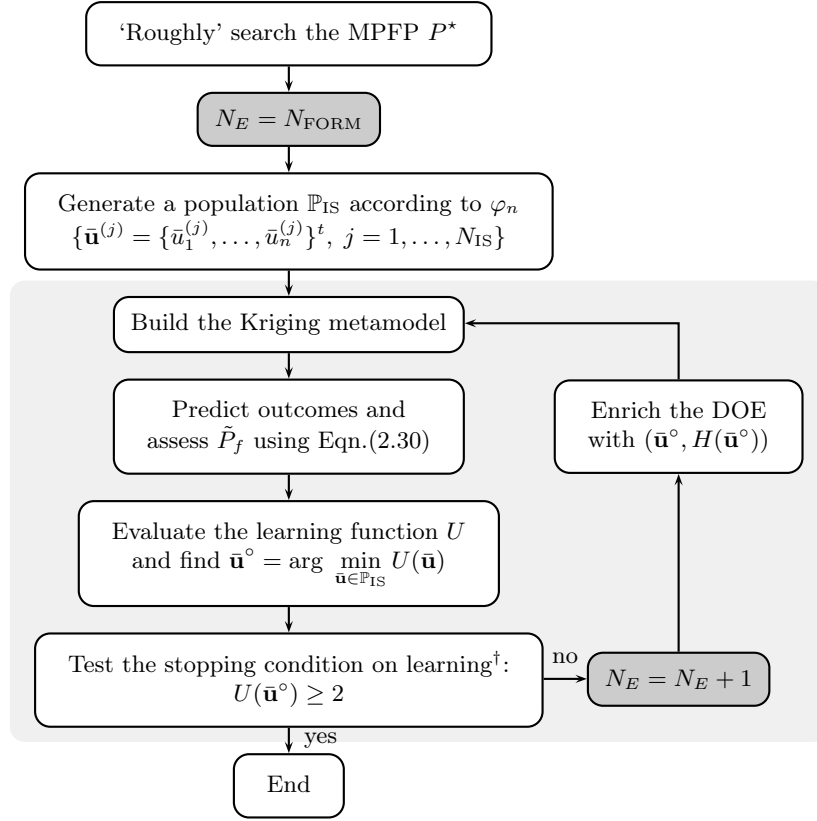 ‘Roughly’ search the MPFP P⋆
N_E = N_FORM
Generate a population ℙ_IS according to φ_n
{ū^(j) = {ū_1^(j), . . . , ū_n^(j)}^t, j = 1, . . . , N_IS}
Build the Kriging metamodel
Predict outcomes and
assess P̃_f using Eqn.(2.30)
Enrich the DOE
with (ū°, H(ū°))
Evaluate the learning function U
and find ū° = arg min_{ū∈ℙ_IS} U(ū)
Test the stopping condition on learning†:
U(ū°) ≥ 2
no
N_E = N_E + 1
yes
End